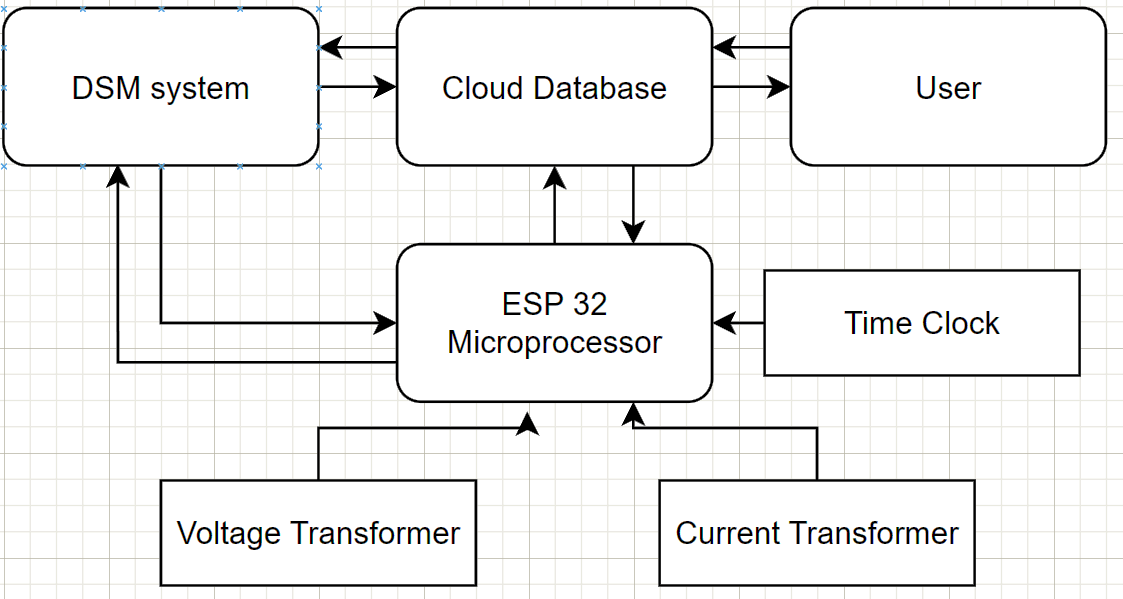 DSM system
Cloud Database
User
ESP 32
Microprocessor
Time Clock
Voltage Transformer
Current Transformer